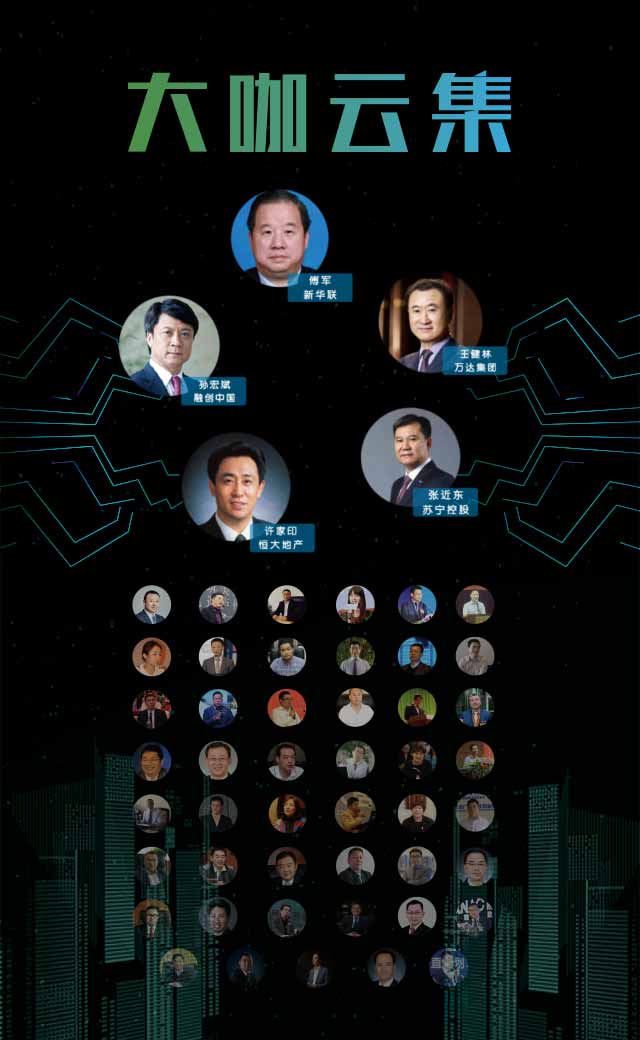 大咖云集
傅军
新华联
王健林
万达集团
孙宏斌
融创中国
张近东
苏宁控股
许家印
恒大地产